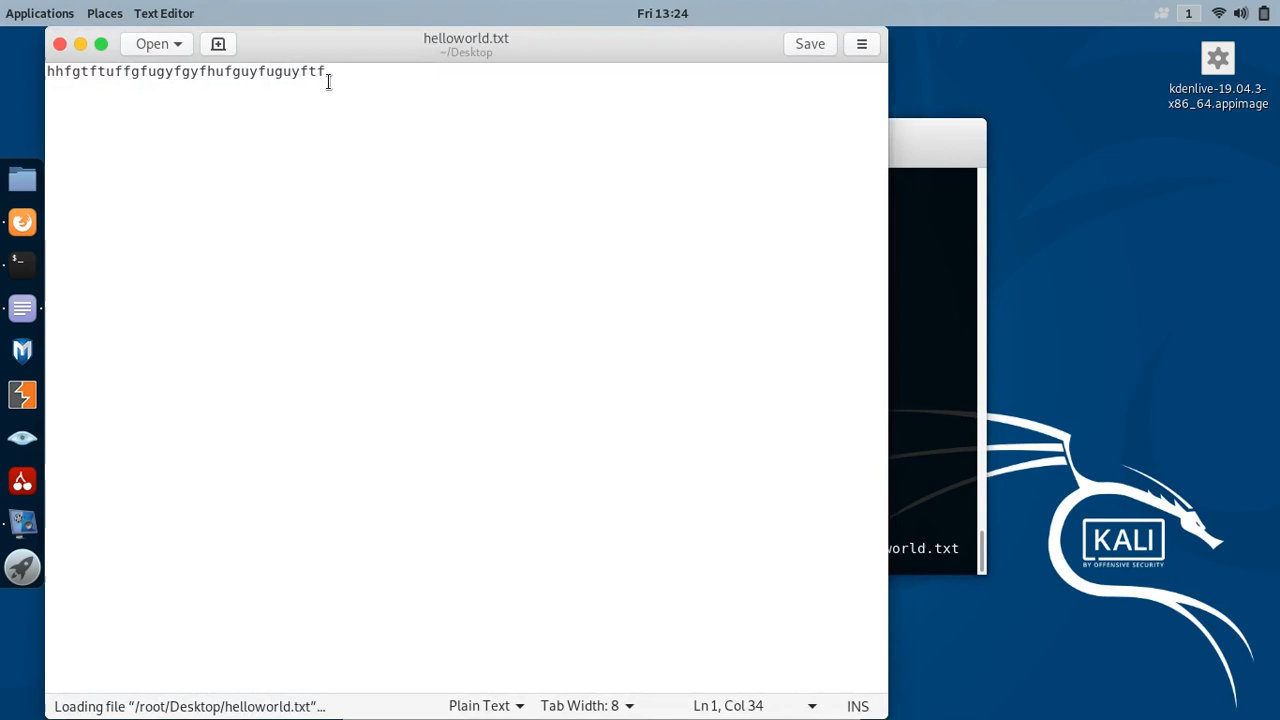 Applications Places Text Editor Fri 13:24 1
Open helloworld.txt Save
~/Desktop
hhfgtftuffgfugyfgyfhufguyfuguyftf
kdenlive-19.04.3-
x86_64.appimage
$_
world.txt
KALI
BY OFFENSIVE SECURITY
Loading file “/root/Desktop/helloworld.txt”… Plain Text Tab Width: 8 Ln 1, Col 34 INS